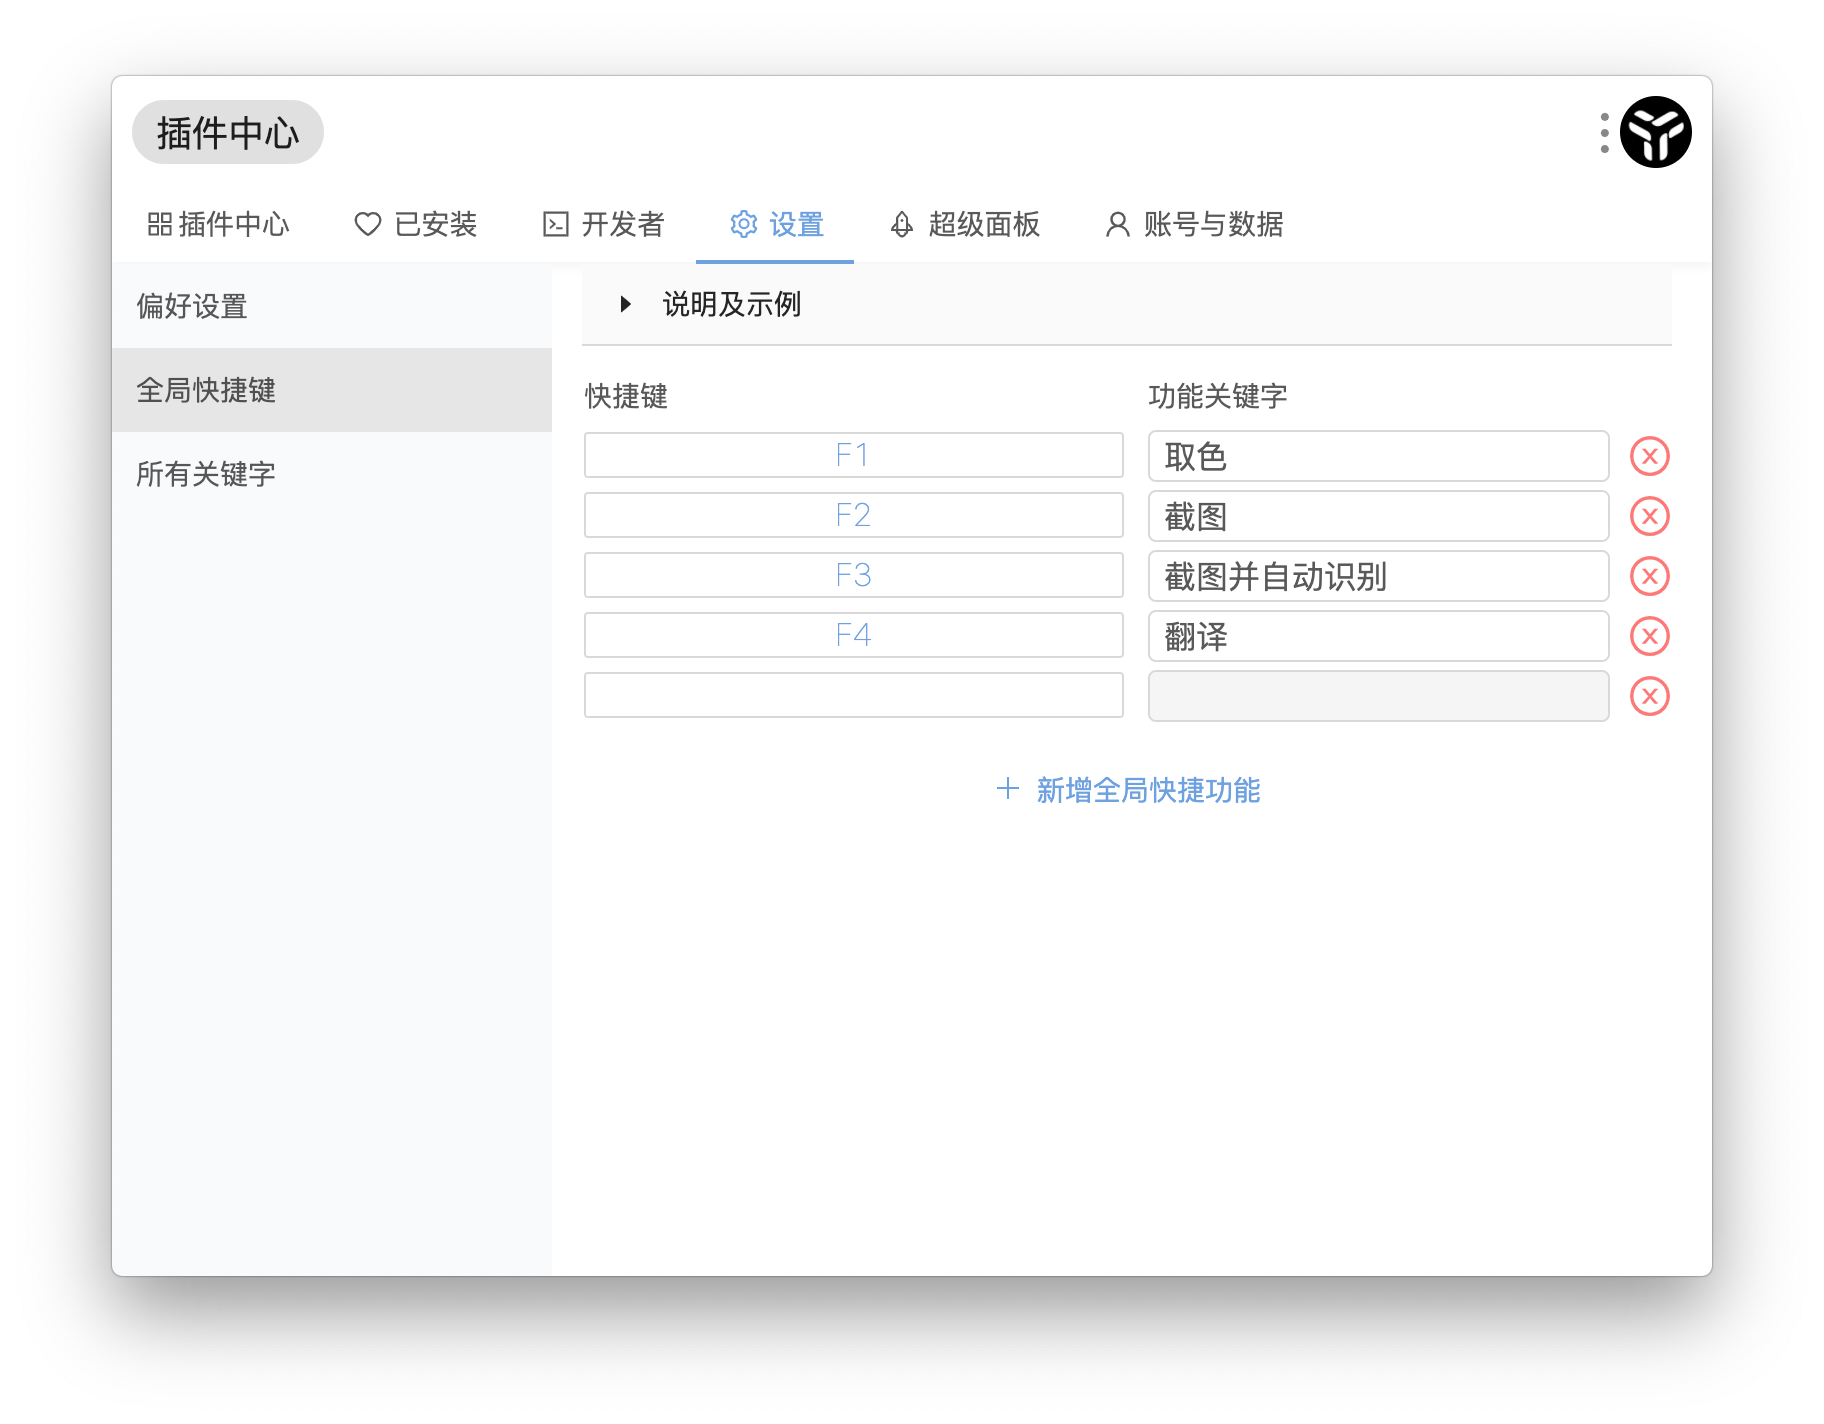 插件中心
插件中心 已安装 开发者 设置 超级面板 账号与数据
偏好设置
全局快捷键
所有关键字
说明及示例
快捷键 功能关键字
F1 取色
F2 截图
F3 截图并自动识别
F4 翻译
新增全局快捷功能